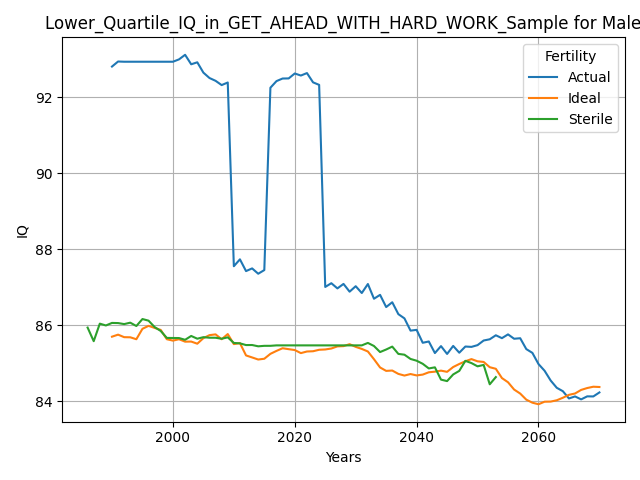 Lower_Quartile_IQ_in_GET_AHEAD_WITH_HARD_WORK_Sample for Male
Fertility
Actual
Ideal
Sterile
IQ
92
90
88
86
84
2000
2020
2040
2060
Years